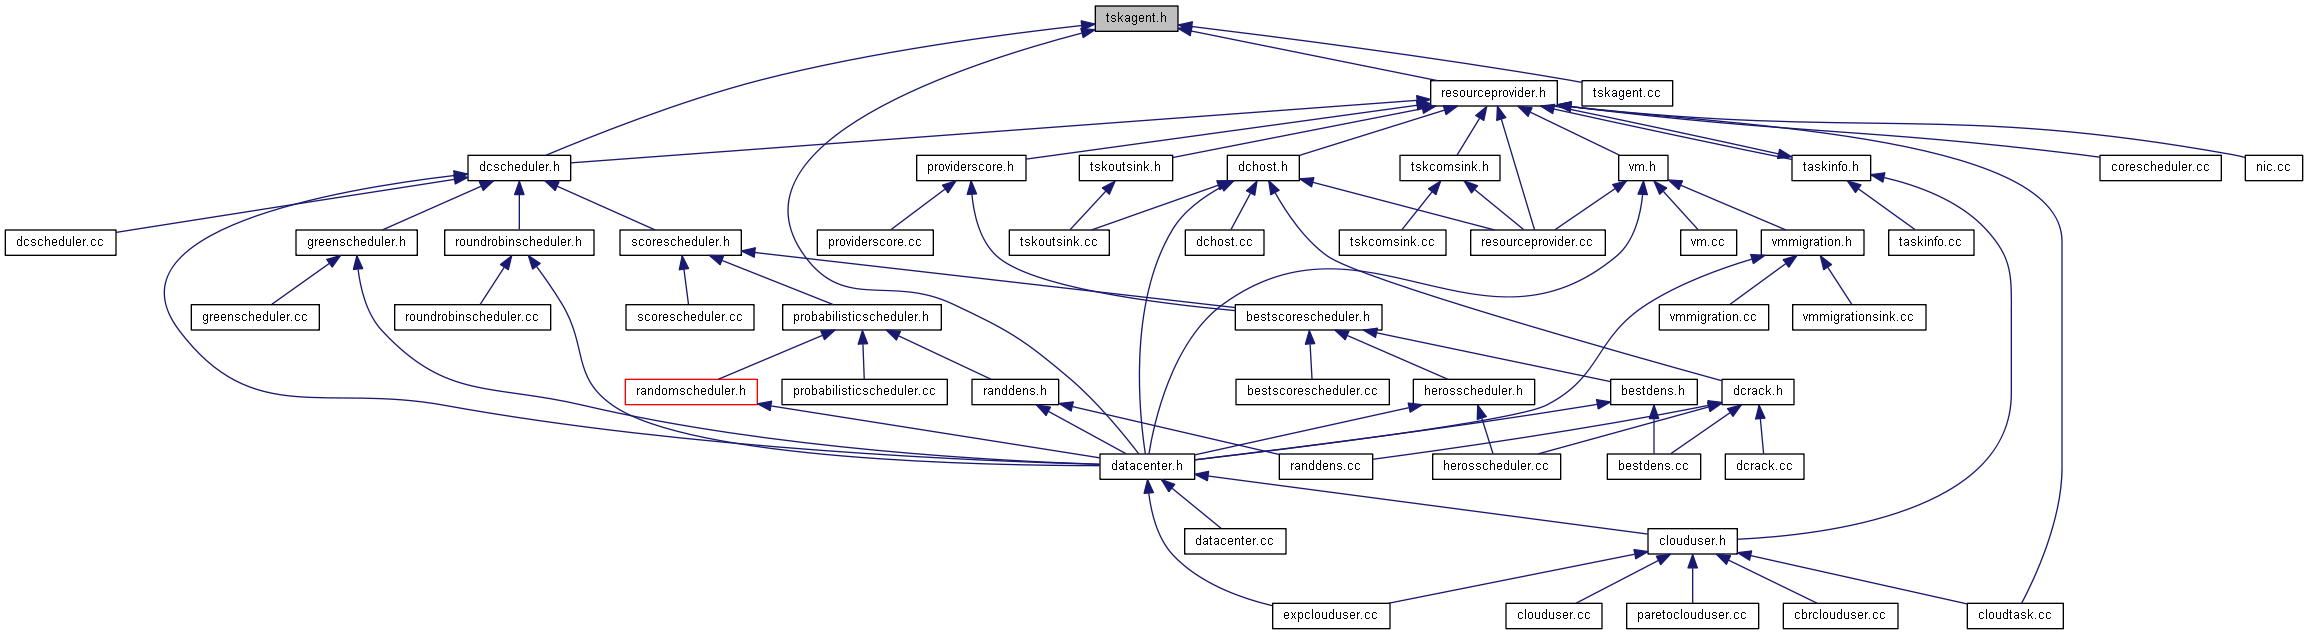 tskagent.h
resourceprovider.h
tskagent.cc
dcscheduler.h
providerscore.h
tskoutsink.h
dchost.h
tskcomsink.h
vm.h
taskinfo.h
corescheduler.cc
nic.cc
dcscheduler.cc
greenscheduler.h
roundrobinscheduler.h
scorescheduler.h
providerscore.cc
tskoutsink.cc
dchost.cc
tskcomsink.cc
resourceprovider.cc
vm.cc
vmmigration.h
taskinfo.cc
greenscheduler.cc
roundrobinscheduler.cc
scorescheduler.cc
probabilisticscheduler.h
bestscorescheduler.h
vmmigration.cc
vmmigrationsink.cc
randomscheduler.h
probabilisticscheduler.cc
randdens.h
bestscorescheduler.cc
herosscheduler.h
bestdens.h
dcrack.h
datacenter.h
randdens.cc
herosscheduler.cc
bestdens.cc
dcrack.cc
datacenter.cc
clouduser.h
expclouduser.cc
clouduser.cc
paretoclouduser.cc
cbrclouduser.cc
cloudtask.cc